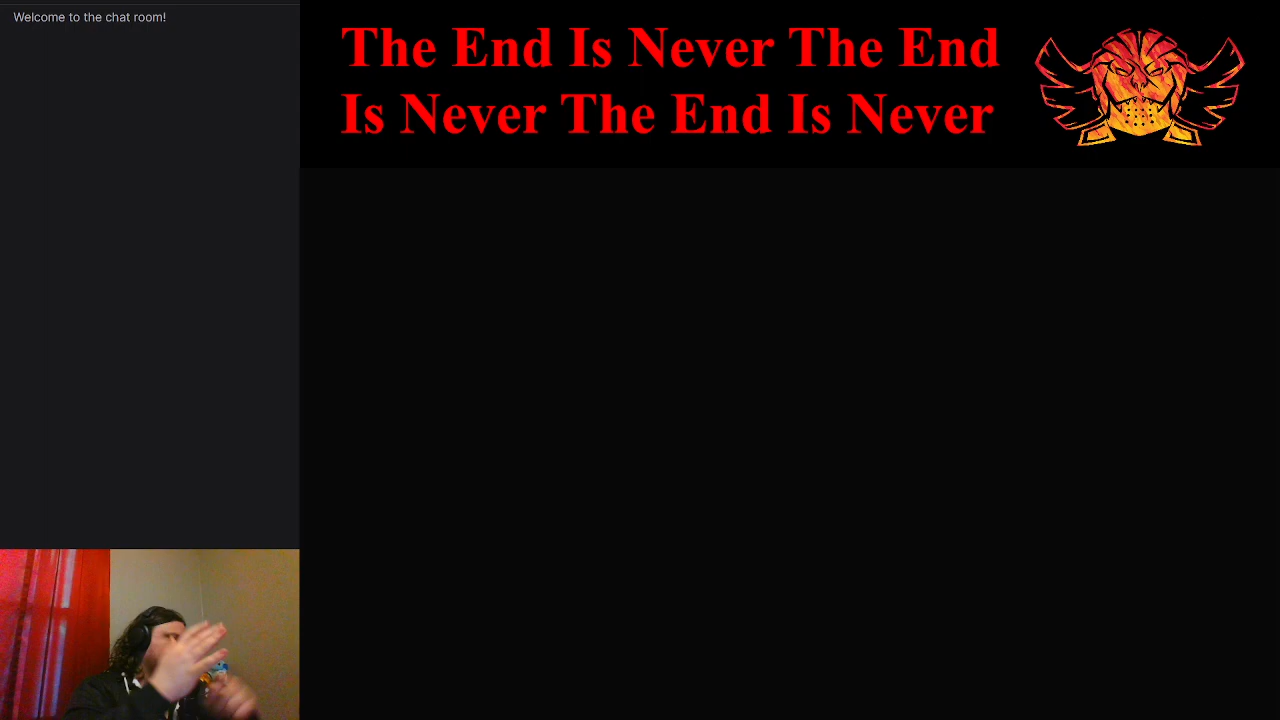 Welcome to the chat room!
The End Is Never The End
Is Never The End Is Never